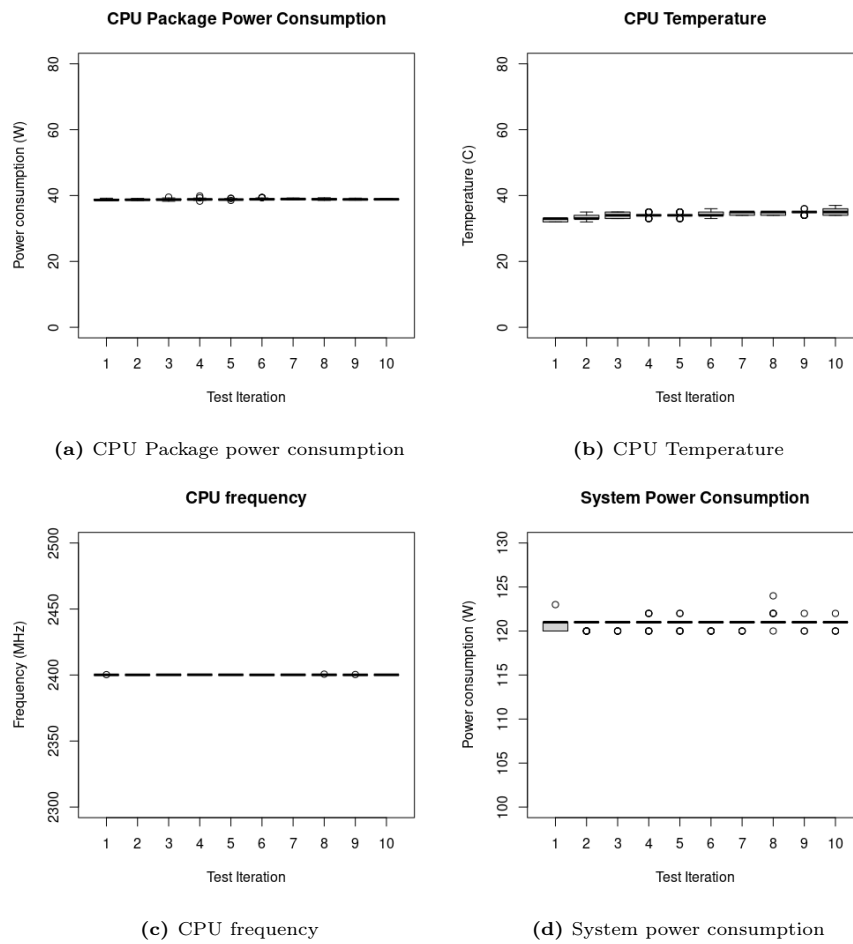 CPU Package Power Consumption
Power consumption (W)
80
60
40
20
0
1 2 3 4 5 6 7 8 9 10
Test Iteration
(a) CPU Package power consumption
CPU Temperature
Temperature (C)
80
60
40
20
0
1 2 3 4 5 6 7 8 9 10
Test Iteration
(b) CPU Temperature
CPU frequency
Frequency (MHz)
2500
2450
2400
2350
2300
1 2 3 4 5 6 7 8 9 10
Test Iteration
(c) CPU frequency
System Power Consumption
Power consumption (W)
130
125
120
115
110
105
100
1 2 3 4 5 6 7 8 9 10
Test Iteration
(d) System power consumption